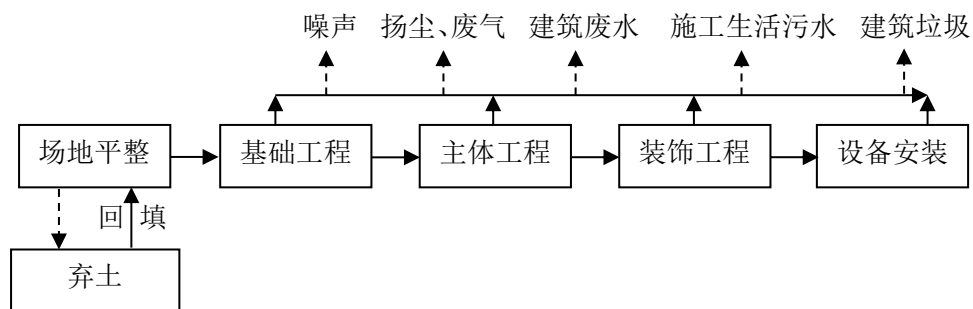 噪声 扬尘、废气 建筑废水 施工生活污水 建筑垃圾
场地平整 基础工程 主体工程 装饰工程 设备安装
回填
弃土